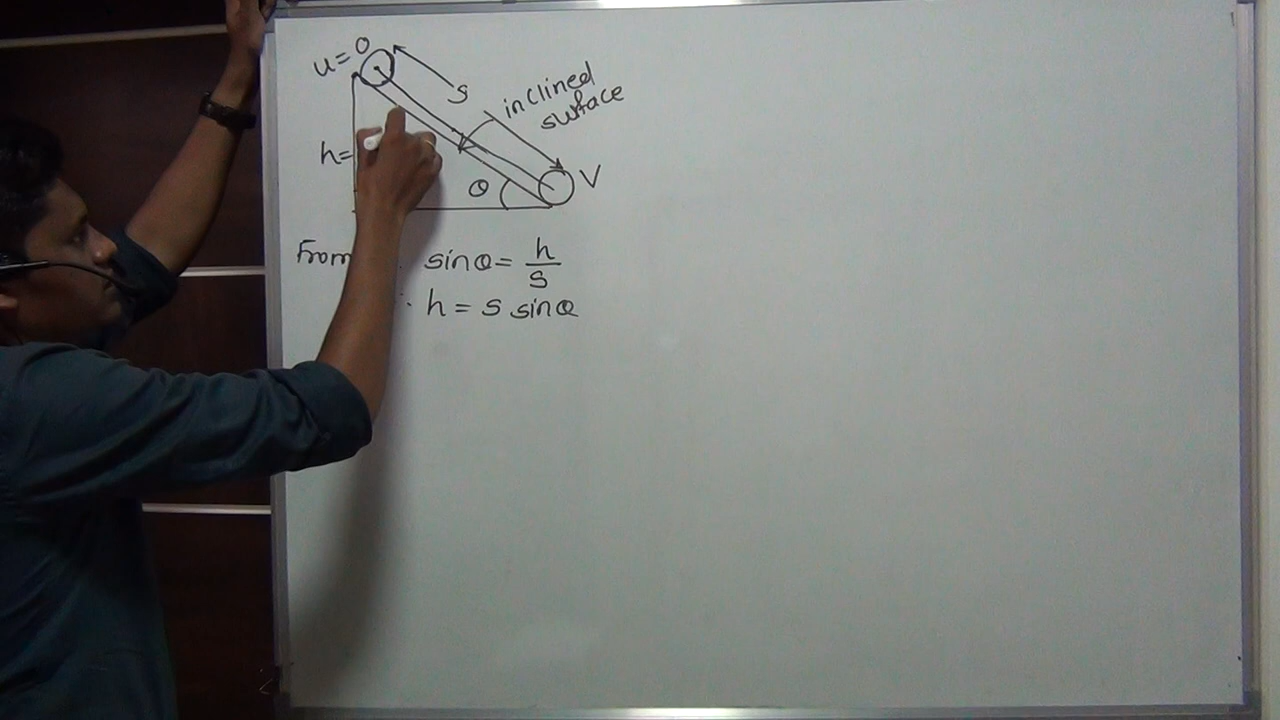 u=0
s
inclined
surface
h=
θ
V
From
sinθ= h/s
∴ h = s sinθ